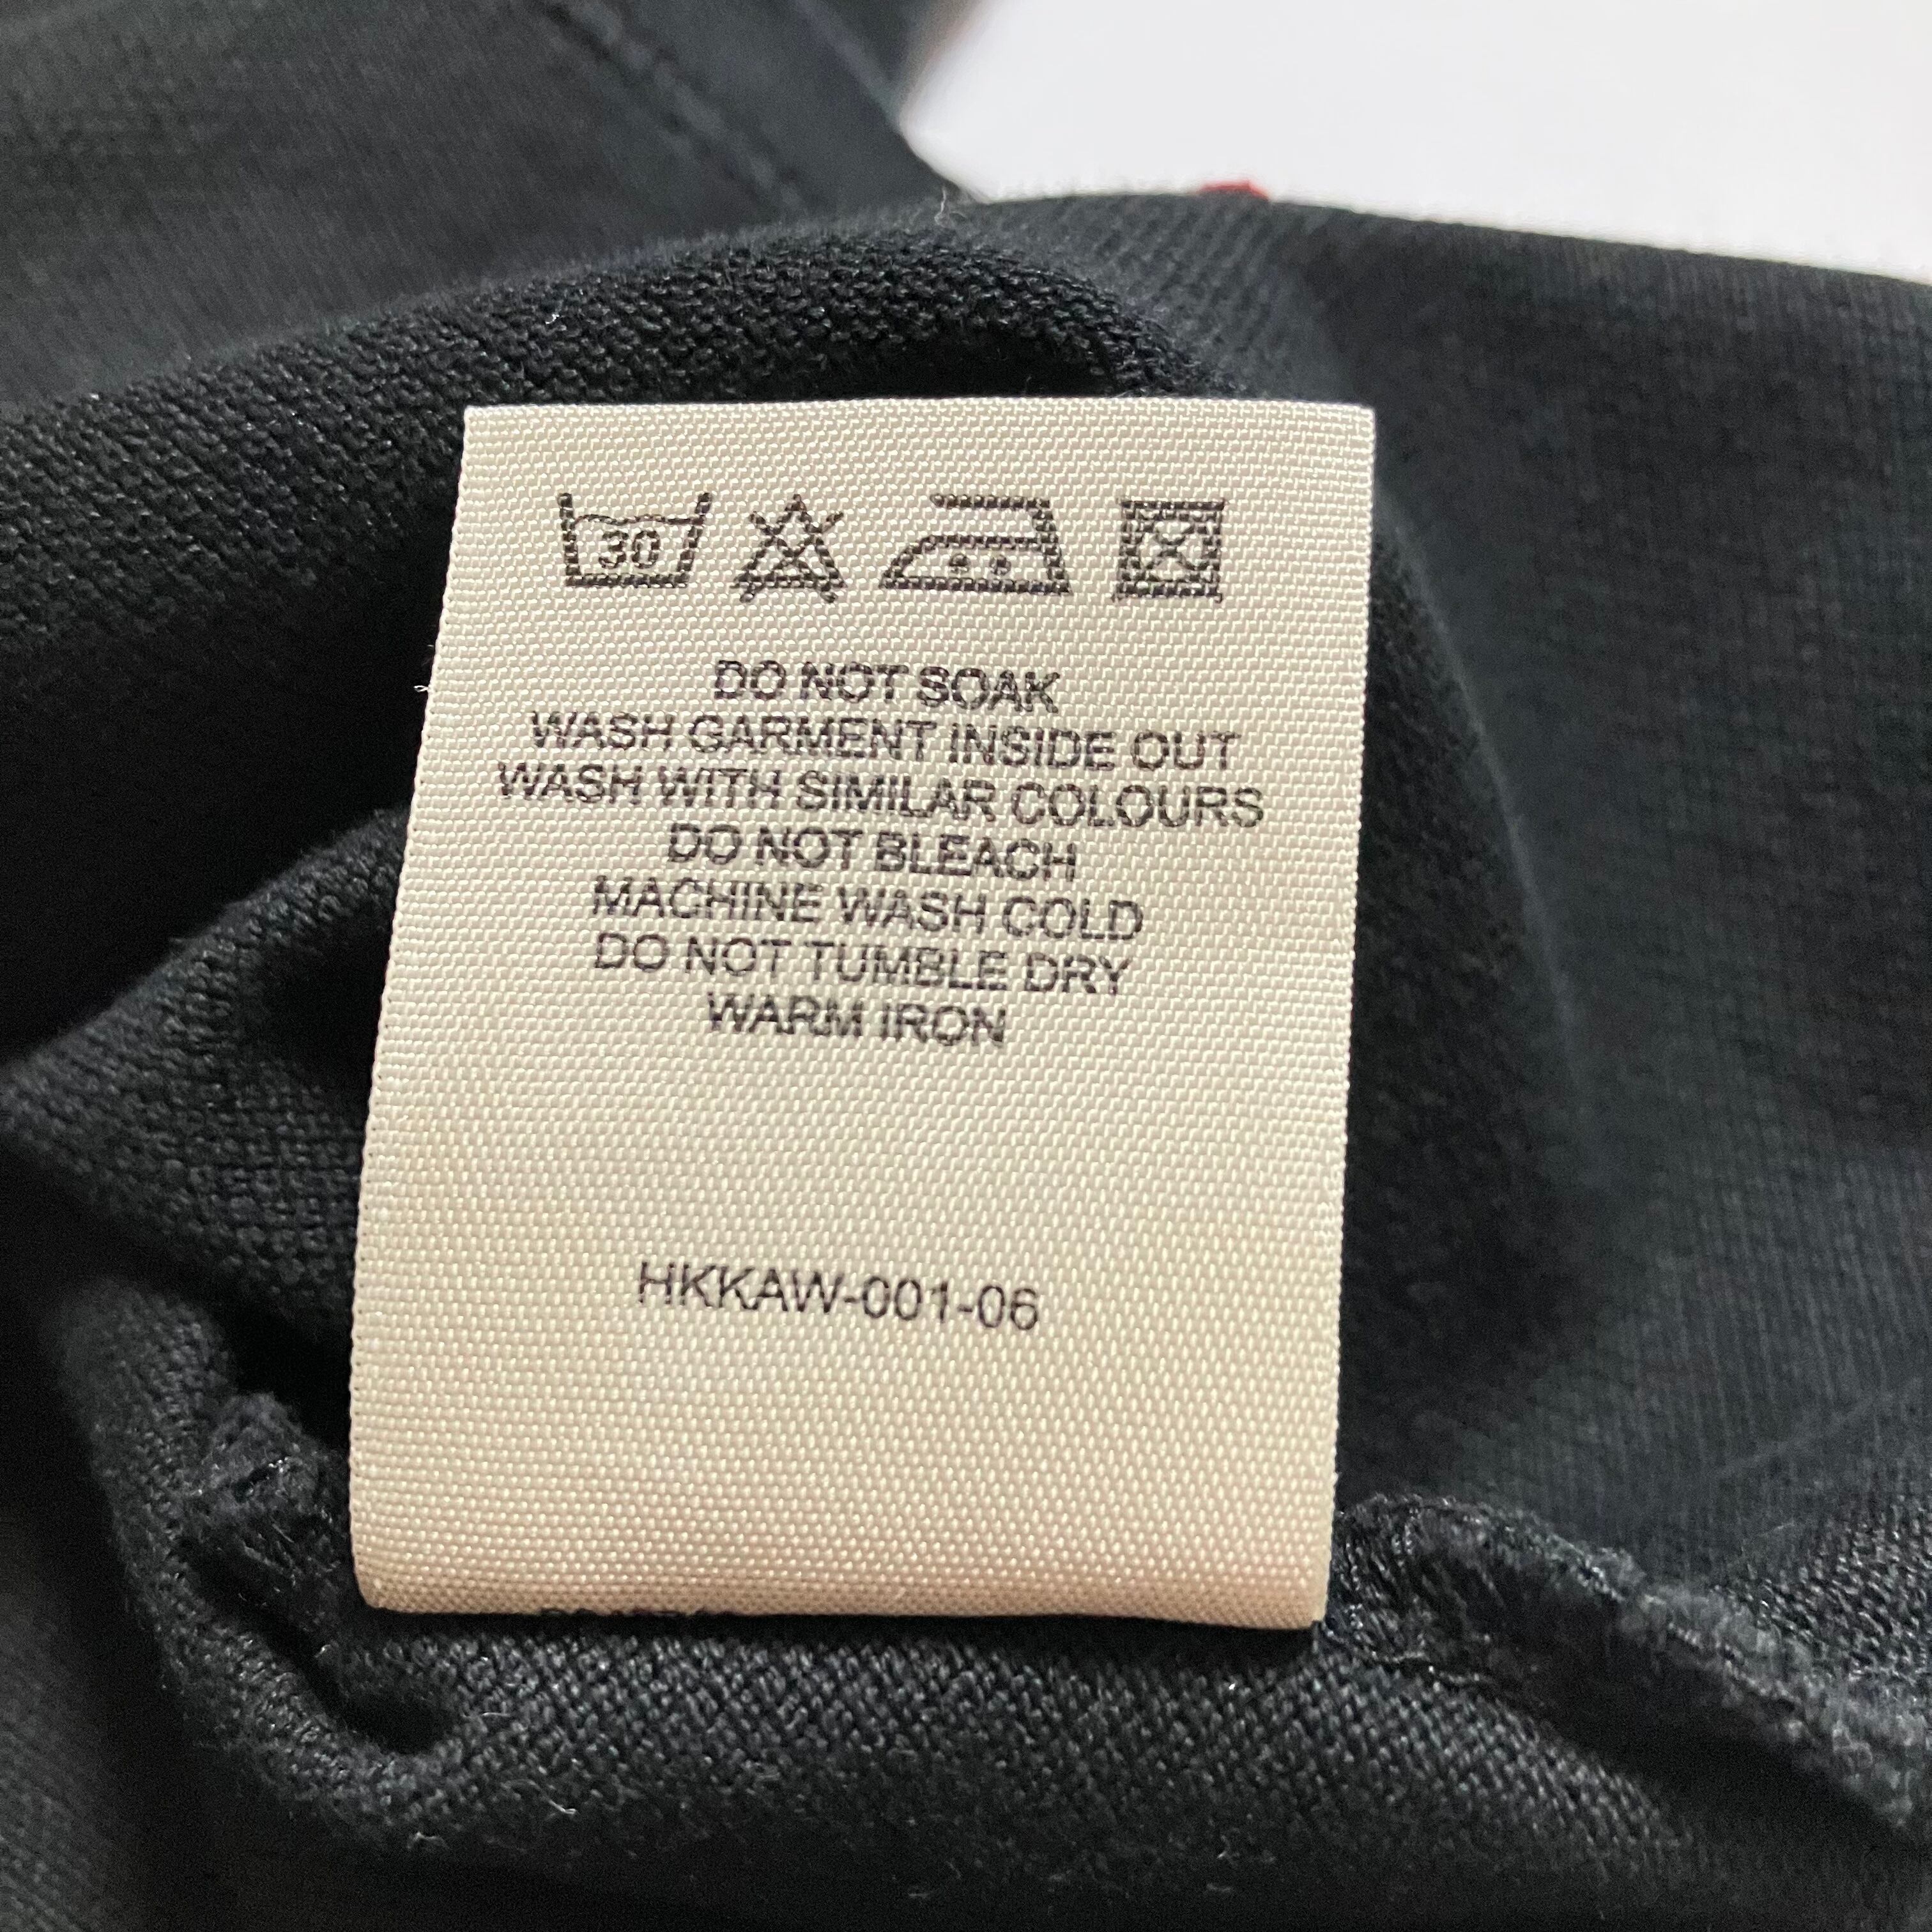 30
DO NOT SOAK
WASH GARMENT INSIDE OUT
WASH WITH SIMILAR COLOURS
DO NOT BLEACH
MACHINE WASH COLD
DO NOT TUMBLE DRY
WARM IRON
HKKAW-001-06